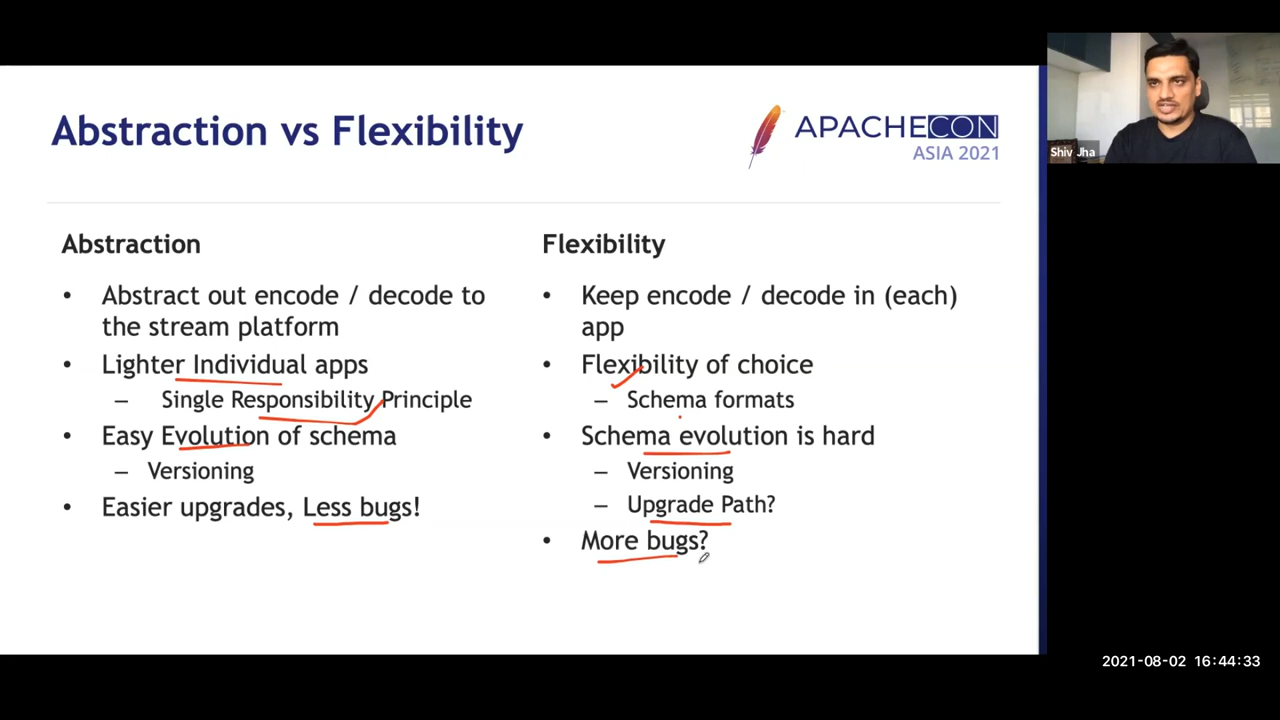 Abstraction vs Flexibility
APACHECON
ASIA 2021
Shiv Jha
Abstraction
• Abstract out encode / decode to
the stream platform
• Lighter Individual apps
– Single Responsibility Principle
• Easy Evolution of schema
– Versioning
• Easier upgrades, Less bugs!
Flexibility
• Keep encode / decode in (each)
app
• Flexibility of choice
– Schema formats
• Schema evolution is hard
– Versioning
– Upgrade Path?
• More bugs?
2021-08-02 16:44:33